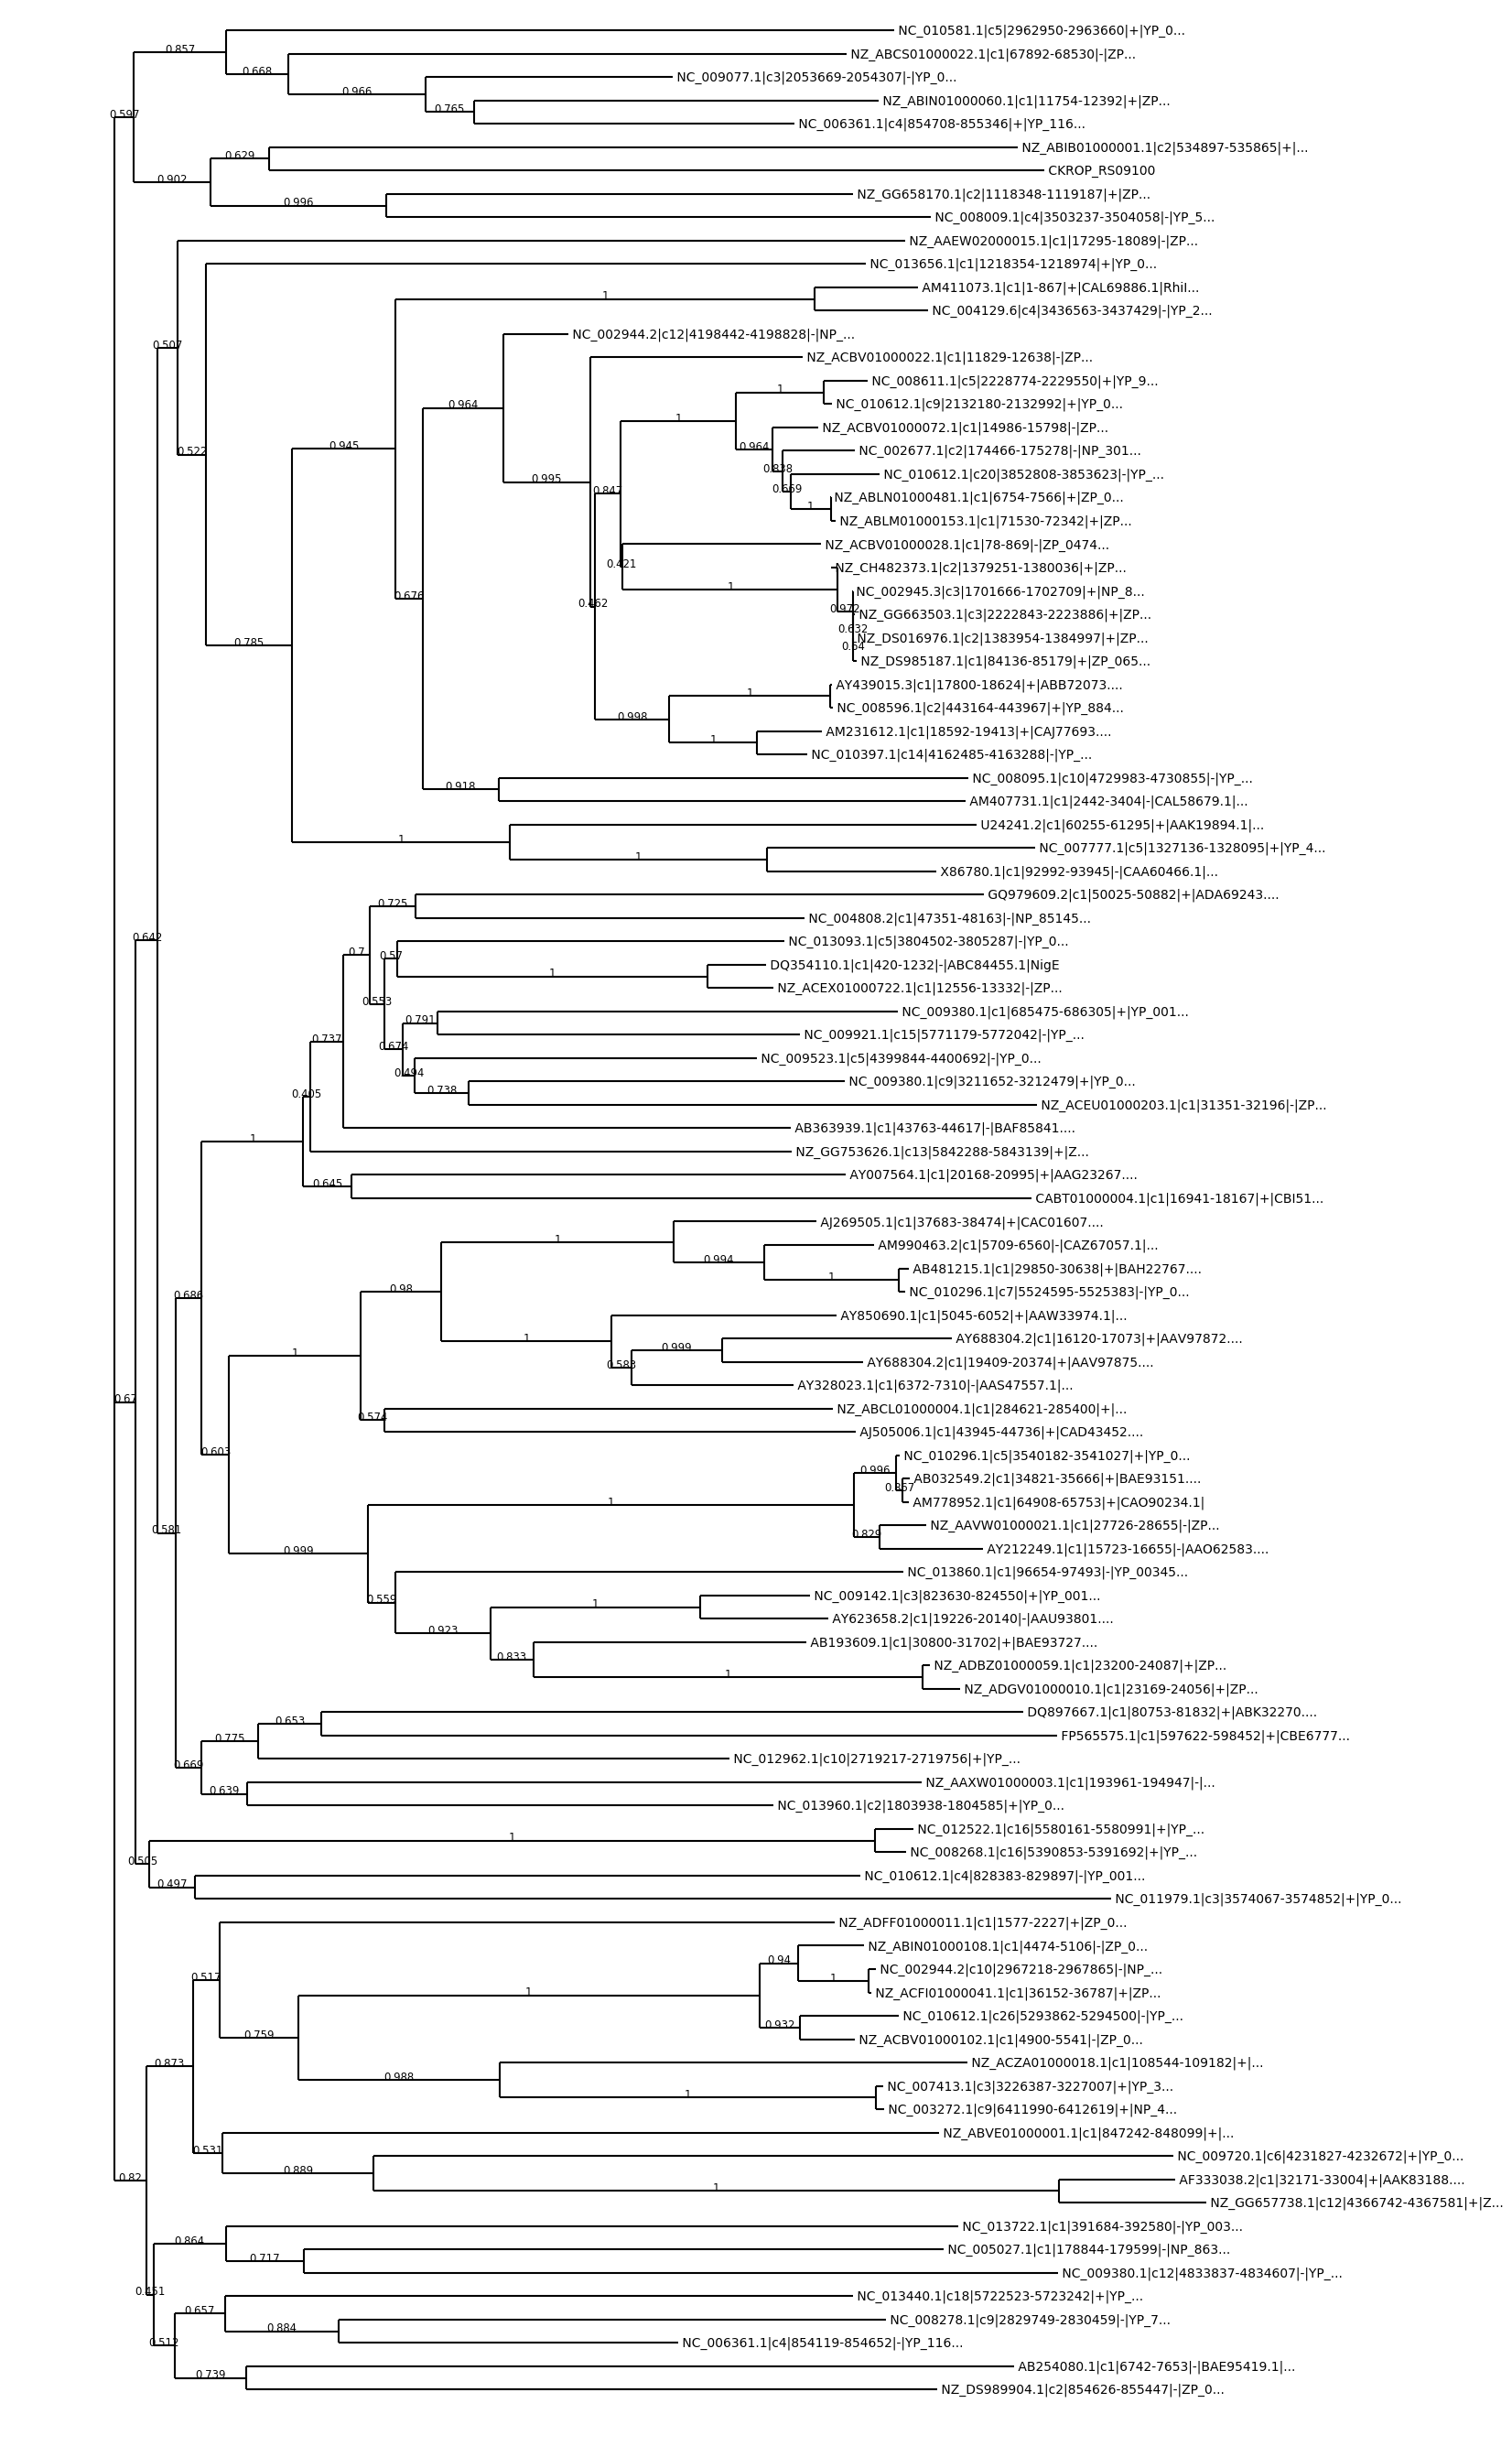 NC_010581.1|c5|2962950-2963660|+|YP_0...
0.857
NZ_ABCS01000022.1|c1|67892-68530|-|ZP...
0.668
NC_009077.1|c3|2053669-2054307|-|YP_0...
0.966
NZ_ABIN01000060.1|c1|11754-12392|+|ZP...
0.765
0.597
NC_006361.1|c4|854708-855346|+|YP_116...
NZ_ABIB01000001.1|c2|534897-535865|+|...
0.629
CKROP_RS09100
0.902
NZ_GG658170.1|c2|1118348-1119187|+|ZP...
0.996
NC_008009.1|c4|3503237-3504058|-|YP_5...
NZ_AAEW02000015.1|c1|17295-18089|-|ZP...
NC_013656.1|c1|1218354-1218974|+|YP_0...
AM411073.1|c1|1-867|+|CAL69886.1|RhiI...
1
NC_004129.6|c4|3436563-3437429|-|YP_2...
NC_002944.2|c12|4198442-4198828|-|NP_...
0.507
NZ_ACBV01000022.1|c1|11829-12638|-|ZP...
NC_008611.1|c5|2228774-2229550|+|YP_9...
1
NC_010612.1|c9|2132180-2132992|+|YP_0...
0.964
1
NZ_ACBV01000072.1|c1|14986-15798|-|ZP...
0.945
0.964
NC_002677.1|c2|174466-175278|-|NP_301...
0.522
0.838
NC_010612.1|c20|3852808-3853623|-|YP_...
0.995
0.847
0.669
NZ_ABLN01000481.1|c1|6754-7566|+|ZP_0...
1
NZ_ABLM01000153.1|c1|71530-72342|+|ZP...
NZ_ACBV01000028.1|c1|78-869|-|ZP_0474...
0.421
NZ_CH482373.1|c2|1379251-1380036|+|ZP...
1
NC_002945.3|c3|1701666-1702709|+|NP_8...
0.676
0.462
0.972
NZ_GG663503.1|c3|2222843-2223886|+|ZP...
0.632
NZ_DS016976.1|c2|1383954-1384997|+|ZP...
0.785
0.64
NZ_DS985187.1|c1|84136-85179|+|ZP_065...
AY439015.3|c1|17800-18624|+|ABB72073....
1
NC_008596.1|c2|443164-443967|+|YP_884...
0.998
AM231612.1|c1|18592-19413|+|CAJ77693....
1
NC_010397.1|c14|4162485-4163288|-|YP_...
NC_008095.1|c10|4729983-4730855|-|YP_...
0.918
AM407731.1|c1|2442-3404|-|CAL58679.1|...
U24241.2|c1|60255-61295|+|AAK19894.1|...
1
NC_007777.1|c5|1327136-1328095|+|YP_4...
1
X86780.1|c1|92992-93945|-|CAA60466.1|...
GQ979609.2|c1|50025-50882|+|ADA69243....
0.725
NC_004808.2|c1|47351-48163|-|NP_85145...
0.642
NC_013093.1|c5|3804502-3805287|-|YP_0...
0.7
0.57
DQ354110.1|c1|420-1232|-|ABC84455.1|NigE
1
NZ_ACEX01000722.1|c1|12556-13332|-|ZP...
0.553
NC_009380.1|c1|685475-686305|+|YP_001...
0.791
NC_009921.1|c15|5771179-5772042|-|YP_...
0.737
0.674
NC_009523.1|c5|4399844-4400692|-|YP_0...
0.494
NC_009380.1|c9|3211652-3212479|+|YP_0...
0.405
0.738
NZ_ACEU01000203.1|c1|31351-32196|-|ZP...
AB363939.1|c1|43763-44617|-|BAF85841....
1
NZ_GG753626.1|c13|5842288-5843139|+|Z...
AY007564.1|c1|20168-20995|+|AAG23267....
0.645
CABT01000004.1|c1|16941-18167|+|CBI51...
AJ269505.1|c1|37683-38474|+|CAC01607....
1
AM990463.2|c1|5709-6560|-|CAZ67057.1|...
0.994
AB481215.1|c1|29850-30638|+|BAH22767....
1
0.98
NC_010296.1|c7|5524595-5525383|-|YP_0...
0.686
AY850690.1|c1|5045-6052|+|AAW33974.1|...
1
AY688304.2|c1|16120-17073|+|AAV97872....
0.999
1
AY688304.2|c1|19409-20374|+|AAV97875....
0.583
AY328023.1|c1|6372-7310|-|AAS47557.1|...
0.67
NZ_ABCL01000004.1|c1|284621-285400|+|...
0.574
AJ505006.1|c1|43945-44736|+|CAD43452....
0.603
NC_010296.1|c5|3540182-3541027|+|YP_0...
0.996
AB032549.2|c1|34821-35666|+|BAE93151....
0.867
AM778952.1|c1|64908-65753|+|CAO90234.1|
1
NZ_AAVW01000021.1|c1|27726-28655|-|ZP...
0.581
0.829
AY212249.1|c1|15723-16655|-|AAO62583....
0.999
NC_013860.1|c1|96654-97493|-|YP_00345...
NC_009142.1|c3|823630-824550|+|YP_001...
0.559
1
AY623658.2|c1|19226-20140|-|AAU93801....
0.923
AB193609.1|c1|30800-31702|+|BAE93727....
0.833
NZ_ADBZ01000059.1|c1|23200-24087|+|ZP...
1
NZ_ADGV01000010.1|c1|23169-24056|+|ZP...
DQ897667.1|c1|80753-81832|+|ABK32270....
0.653
FP565575.1|c1|597622-598452|+|CBE6777...
0.775
NC_012962.1|c10|2719217-2719756|+|YP_...
0.669
NZ_AAXW01000003.1|c1|193961-194947|-|...
0.639
NC_013960.1|c2|1803938-1804585|+|YP_0...
NC_012522.1|c16|5580161-5580991|+|YP_...
1
NC_008268.1|c16|5390853-5391692|+|YP_...
0.505
NC_010612.1|c4|828383-829897|-|YP_001...
0.497
NC_011979.1|c3|3574067-3574852|+|YP_0...
NZ_ADFF01000011.1|c1|1577-2227|+|ZP_0...
NZ_ABIN01000108.1|c1|4474-5106|-|ZP_0...
0.94
NC_002944.2|c10|2967218-2967865|-|NP_...
0.517
1
NZ_ACFI01000041.1|c1|36152-36787|+|ZP...
1
NC_010612.1|c26|5293862-5294500|-|YP_...
0.932
0.759
NZ_ACBV01000102.1|c1|4900-5541|-|ZP_0...
NZ_ACZA01000018.1|c1|108544-109182|+|...
0.873
0.988
NC_007413.1|c3|3226387-3227007|+|YP_3...
1
NC_003272.1|c9|6411990-6412619|+|NP_4...
NZ_ABVE01000001.1|c1|847242-848099|+|...
0.531
NC_009720.1|c6|4231827-4232672|+|YP_0...
0.889
0.82
AF333038.2|c1|32171-33004|+|AAK83188....
1
NZ_GG657738.1|c12|4366742-4367581|+|Z...
NC_013722.1|c1|391684-392580|-|YP_003...
0.864
NC_005027.1|c1|178844-179599|-|NP_863...
0.717
NC_009380.1|c12|4833837-4834607|-|YP_...
0.461
NC_013440.1|c18|5722523-5723242|+|YP_...
0.657
NC_008278.1|c9|2829749-2830459|-|YP_7...
0.884
0.512
NC_006361.1|c4|854119-854652|-|YP_116...
AB254080.1|c1|6742-7653|-|BAE95419.1|...
0.739
NZ_DS989904.1|c2|854626-855447|-|ZP_0...